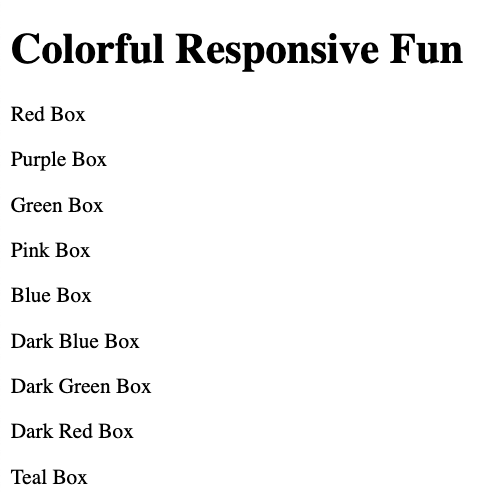 Colorful Responsive Fun
Red Box
Purple Box
Green Box
Pink Box
Blue Box
Dark Blue Box
Dark Green Box
Dark Red Box
Teal Box